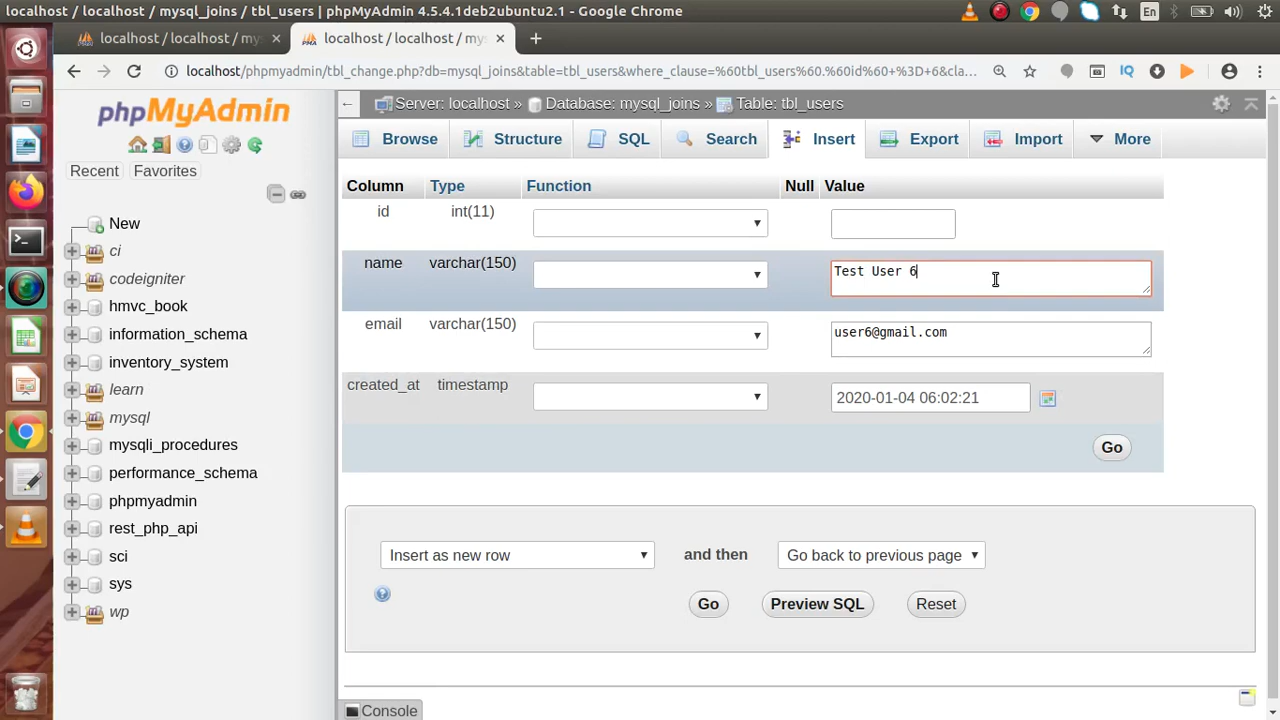 localhost / localhost / mysql_joins / tbl_users | phpMyAdmin 4.5.4.1deb2ubuntu2.1 - Google Chrome
En
localhost / localhost / my
localhost / localhost / my
localhost/phpmyadmin/tbl_change.php?db=mysql_joins&table=tbl_users&where_clause=%60tbl_users%60.%60id%60+%3D+6&cla...
IQ
phpMyAdmin
Recent
Favorites
New
ci
codeigniter
hmvc_book
information_schema
inventory_system
learn
mysql
mysqli_procedures
performance_schema
phpmyadmin
rest_php_api
sci
sys
wp
Server: localhost » Database: mysql_joins » Table: tbl_users
Browse Structure SQL Search Insert Export Import More
Column Type Function Null Value
id int(11)
name varchar(150) Test User 6
email varchar(150) user6@gmail.com
created_at timestamp 2020-01-04 06:02:21
Go
Insert as new row and then Go back to previous page
Go Preview SQL Reset
Console